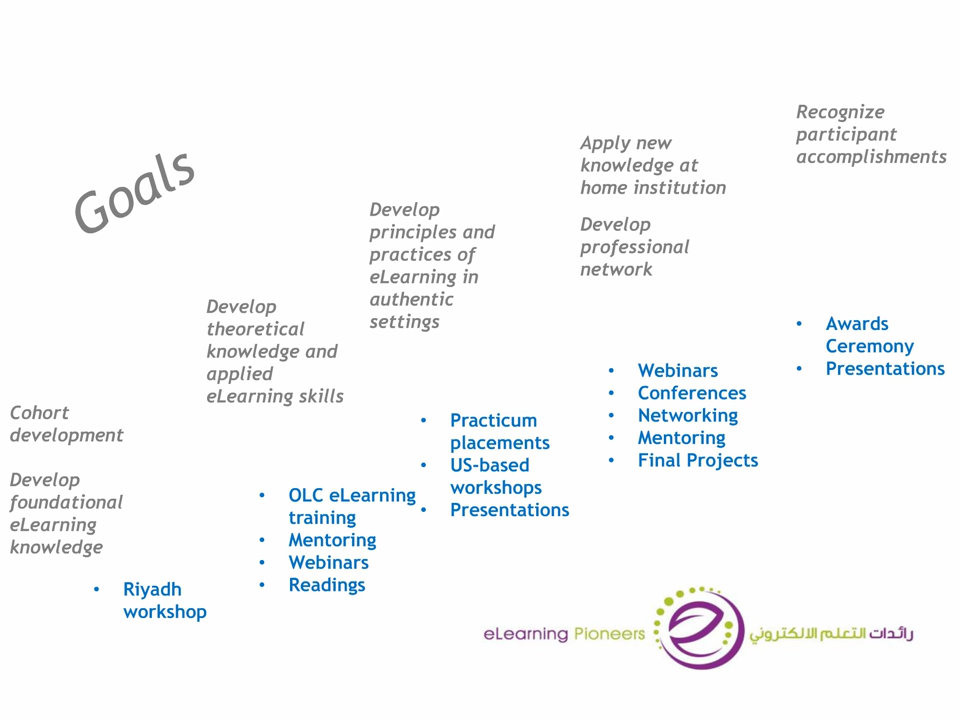 Goals
Cohort
development
Develop
foundational
eLearning
knowledge
• Riyadh
workshop
Develop
theoretical
knowledge and
applied
eLearning skills
• OLC eLearning
training
• Mentoring
• Webinars
• Readings
Develop
principles and
practices of
eLearning in
authentic
settings
• Practicum
placements
• US-based
workshops
• Presentations
Apply new
knowledge at
home institution
Develop
professional
network
• Webinars
• Conferences
• Networking
• Mentoring
• Final Projects
Recognize
participant
accomplishments
• Awards
Ceremony
• Presentations
eLearning Pioneers
رائدات التعلم الالكتروني